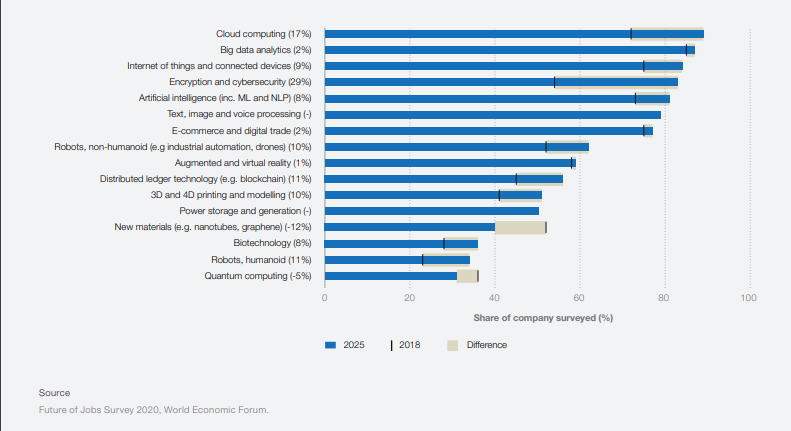 Cloud computing (17%)
Big data analytics (2%)
Internet of things and connected devices (9%)
Encryption and cybersecurity (29%)
Artificial intelligence (inc. ML and NLP) (8%)
Text, image and voice processing (-)
E-commerce and digital trade (2%)
Robots, non-humanoid (e.g industrial automation, drones) (10%)
Augmented and virtual reality (1%)
Distributed ledger technology (e.g. blockchain) (11%)
3D and 4D printing and modelling (10%)
Power storage and generation (-)
New materials (e.g. nanotubes, graphene) (-12%)
Biotechnology (8%)
Robots, humanoid (11%)
Quantum computing (-5%)
0 20 40 60 80 100
Share of company surveyed (%)
2025 2018 Difference
Source
Future of Jobs Survey 2020, World Economic Forum.